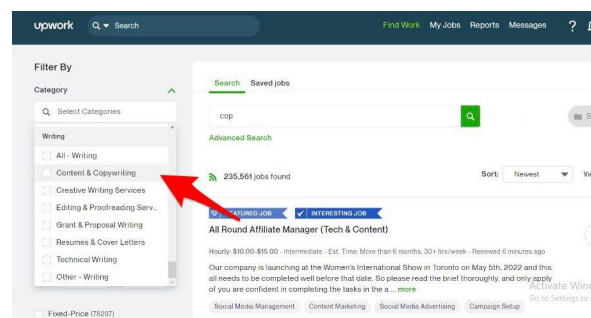 upwork
Search
Find Work My Jobs Reports Messages ?
Filter By
Category
Select Categories
Writing
All - Writing
Content & Copywriting
Creative Writing Services
Editing & Proofreading Serv...
Grant & Proposal Writing
Resumes & Cover Letters
Technical Writing
Other - Writing
Fixed-Price (76297)
Search Saved jobs
cop
S
Advanced Search
235,561 jobs found
Sort: Newest
FEATURED JOB INTERESTING JOB
All Round Affiliate Manager (Tech & Content)
Hourly: $10.00-$15.00 - Intermediate - Est. Time: More than 6 months, 30+ hrs/week - Renewed 6 minutes ago
Our company is launching at the Women's International Show in Toronto on May 5th, 2022 and this
all needs to be completed well before that date. So please read the brief thoroughly, and only apply
of you are confident in completing the tasks in the a ... more
Social Media Management Content Marketing Social Media Advertising Campaign Setup
Activate Win
Go to Settings to